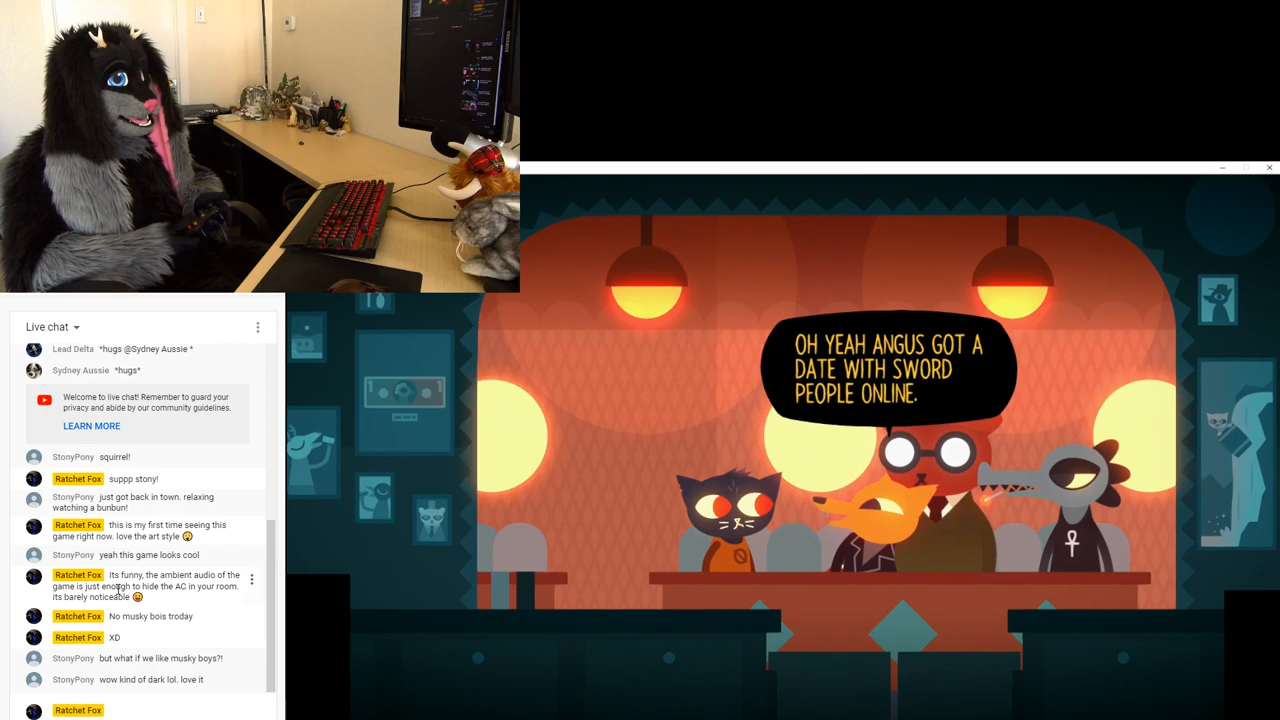 Live chat
Lead Delta *hugs @Sydney Aussie *
Sydney Aussie *hugs*
Welcome to live chat! Remember to guard your
privacy and abide by our community guidelines.
LEARN MORE
StonyPony squirrel!
Ratchet Fox suppp stony!
StonyPony just got back in town. relaxing
watching a bunbun!
Ratchet Fox this is my first time seeing this
game right now. love the art style
StonyPony yeah this game looks cool
Ratchet Fox Its funny, the ambient audio of the
game is just enough to hide the AC in your room.
its barely noticeable
Ratchet Fox No musky bois troday
Ratchet Fox XD
StonyPony but what if we like musky boys?!
StonyPony wow kind of dark lol. love it
Ratchet Fox
OH YEAH ANGUS GOT A
DATE WITH SWORD
PEOPLE ONLINE.